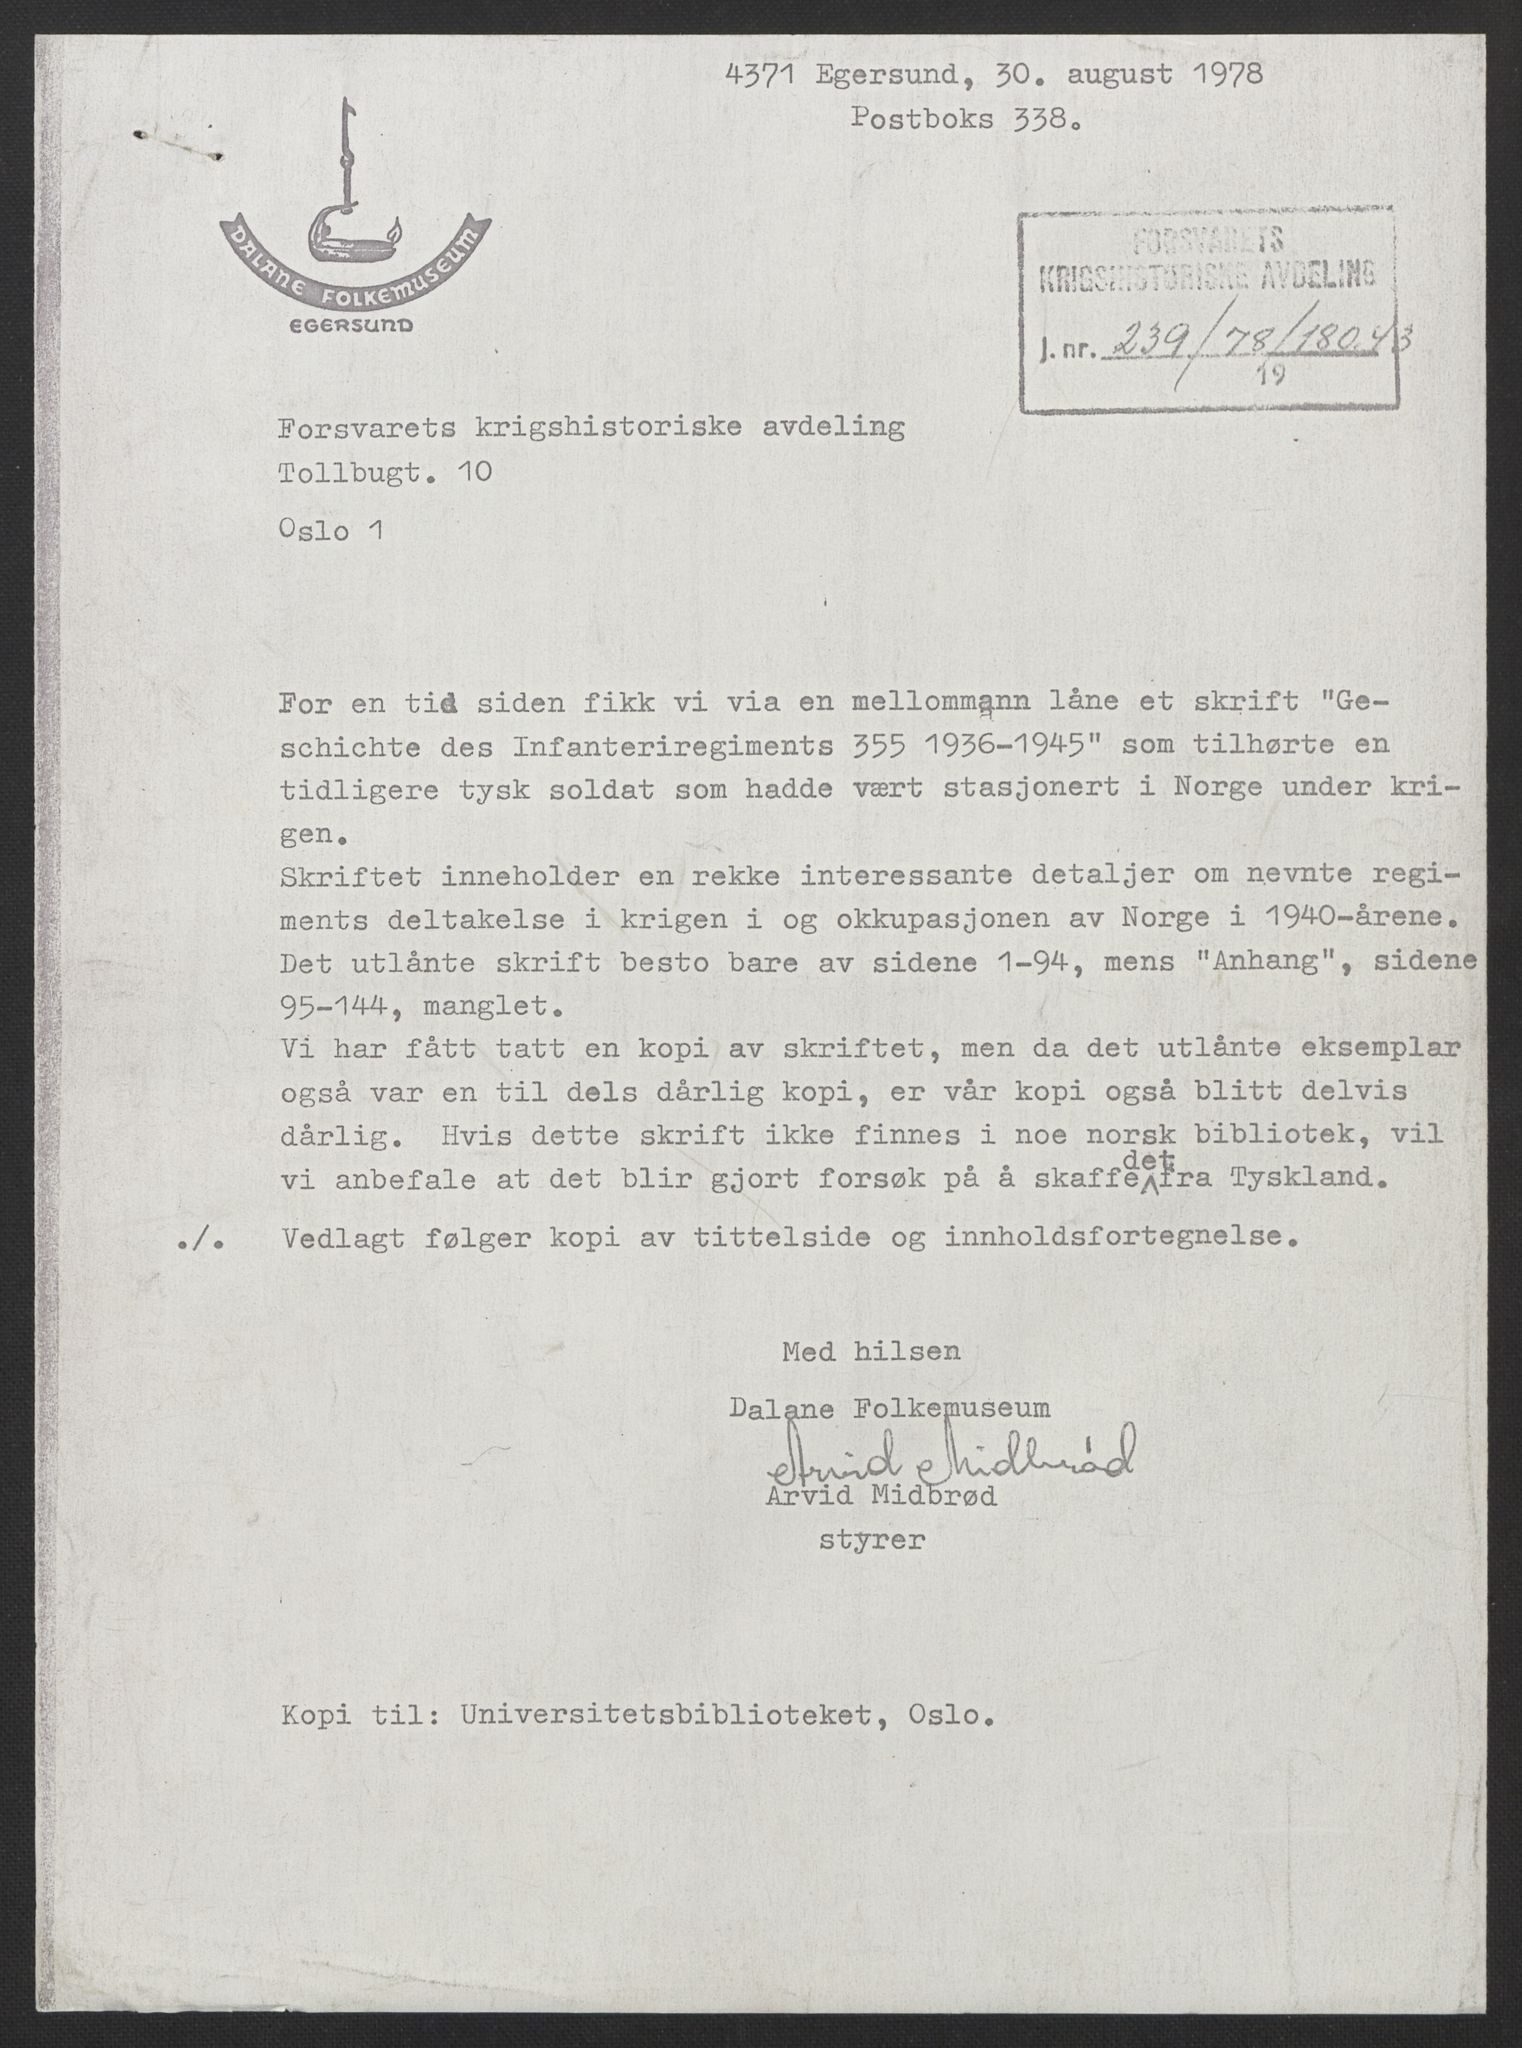 4371 Egersund, 30. august 1978
Postboks 338.
DALANE FOLKEMUSEUM
EGERSUND
FORSVARETS
KRIGSHISTORISKE AVDELING
j.nr. 239/78/180.43
19
Forsvarets krigshistoriske avdeling
Tollbugt. 10
Oslo 1
For en tid siden fikk vi via en mellommann låne et skrift "Ge-
schichte des Infanteriregiments 355 1936-1945" som tilhørte en
tidligere tysk soldat som hadde vært stasjonert i Norge under kri-
gen.
Skriftet inneholder en rekke interessante detaljer om nevnte regi-
ments deltakelse i krigen i og okkupasjonen av Norge i 1940-årene.
Det utlånte skrift besto bare av sidene 1-94, mens "Anhang", sidene
95-144, manglet.
Vi har fått tatt en kopi av skriftet, men da det utlånte eksemplar
også var en til dels dårlig kopi, er vår kopi også blitt delvis
dårlig. Hvis dette skrift ikke finnes i noe norsk bibliotek, vil
vi anbefale at det blir gjort forsøk på å skaffe det fra Tyskland.
./. Vedlagt følger kopi av tittelside og innholdsfortegnelse.
Med hilsen
Dalane Folkemuseum
Arvid Midbrød
Arvid Midbrød
styrer
Kopi til: Universitetsbiblioteket, Oslo.